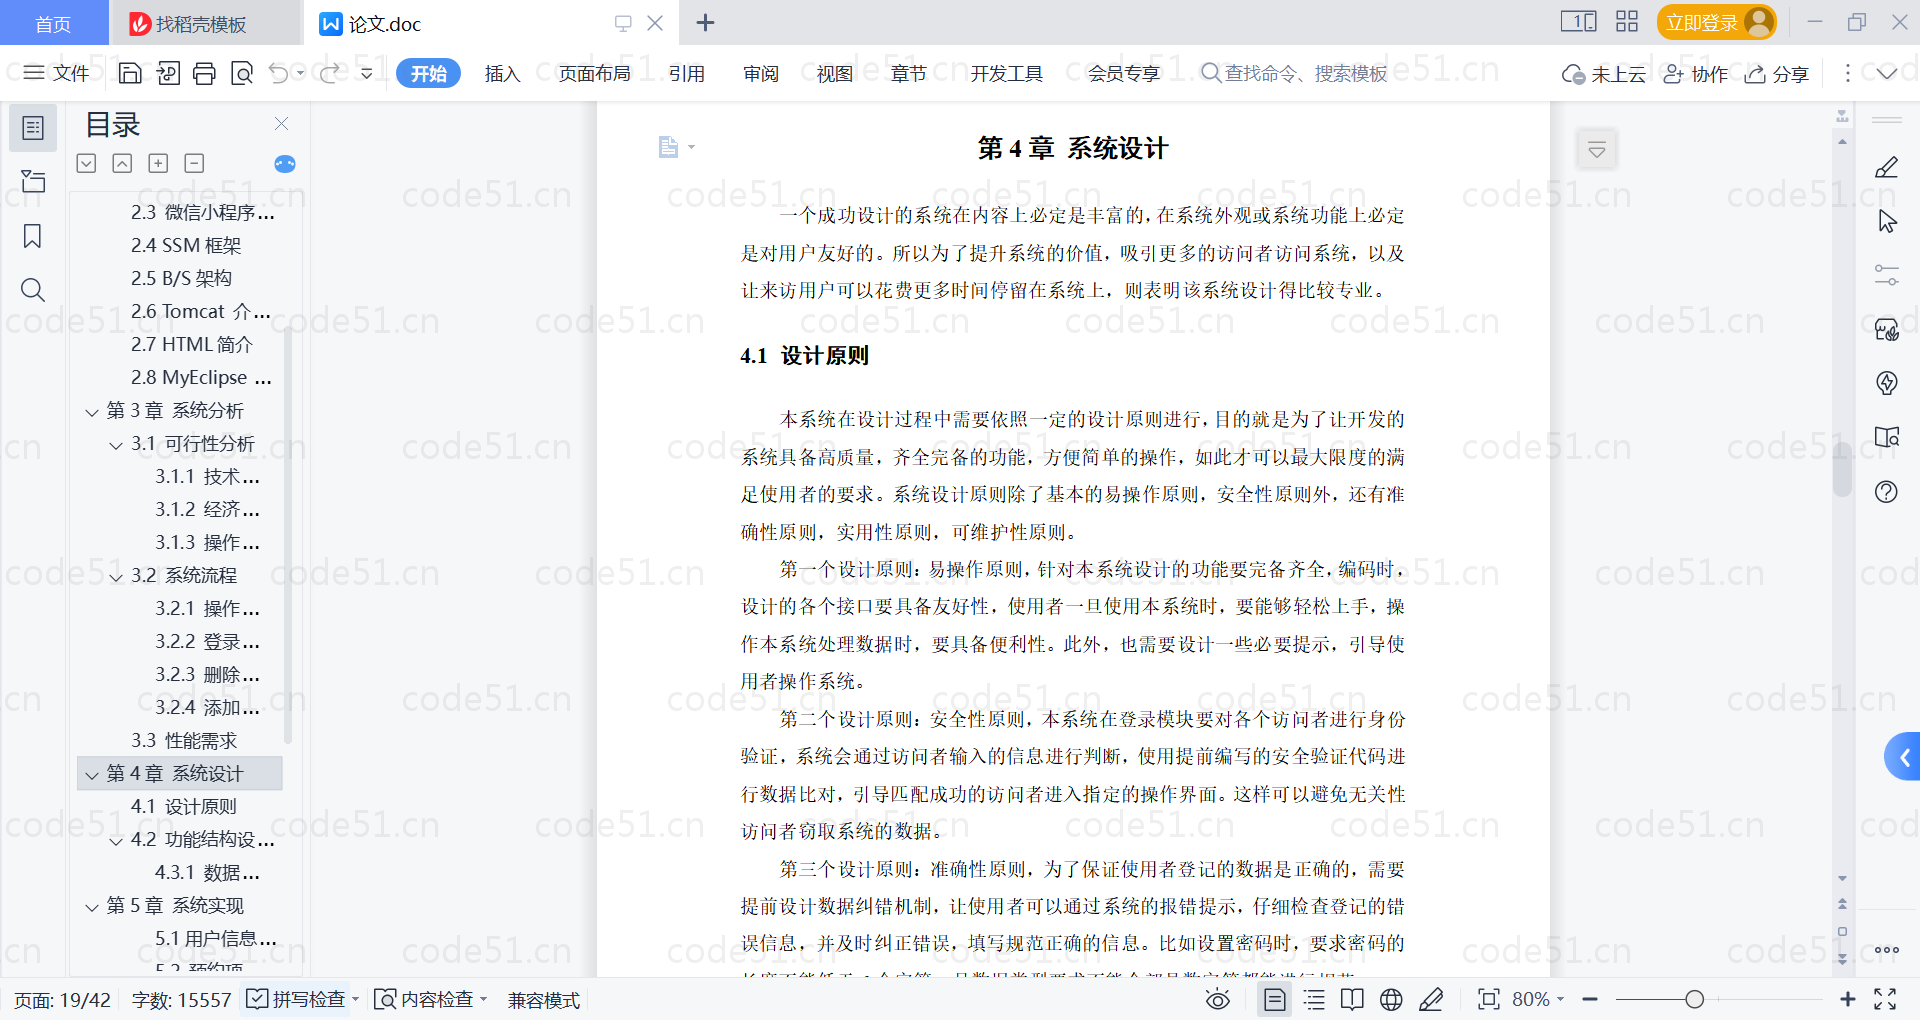 首页
找稻壳模板
论文.doc
立即登录
文件
开始
插入
页面布局
引用
审阅
视图
章节
开发工具
会员专享
查找命令、搜索模板
未上云
协作
分享
目录
2.3 微信小程序...
2.4 SSM 框架
2.5 B/S 架构
2.6 Tomcat 介...
2.7 HTML 简介
2.8 MyEclipse ...
第 3 章 系统分析
3.1 可行性分析
3.1.1 技术...
3.1.2 经济...
3.1.3 操作...
3.2 系统流程
3.2.1 操作...
3.2.2 登录...
3.2.3 删除...
3.2.4 添加...
3.3 性能需求
第 4 章 系统设计
4.1 设计原则
4.2 功能结构设...
4.3.1 数据...
第 5 章 系统实现
5.1 用户信息...
5.2 预约项
第 4 章 系统设计
一个成功设计的系统在内容上必定是丰富的，在系统外观或系统功能上必定
是对用户友好的。所以为了提升系统的价值，吸引更多的访问者访问系统，以及
让来访用户可以花费更多时间停留在系统上，则表明该系统设计得比较专业。
4.1 设计原则
本系统在设计过程中需要依照一定的设计原则进行，目的就是为了让开发的
系统具备高质量，齐全完备的功能，方便简单的操作，如此才可以最大限度的满
足使用者的要求。系统设计原则除了基本的易操作原则，安全性原则外，还有准
确性原则，实用性原则，可维护性原则。
第一个设计原则：易操作原则，针对本系统设计的功能要完备齐全，编码时，
设计的各个接口要具备友好性，使用者一旦使用本系统时，要能够轻松上手，操
作本系统处理数据时，要具备便利性。此外，也需要设计一些必要提示，引导使
用者操作系统。
第二个设计原则：安全性原则，本系统在登录模块要对各个访问者进行身份
验证，系统会通过访问者输入的信息进行判断，使用提前编写的安全验证代码进
行数据比对，引导匹配成功的访问者进入指定的操作界面。这样可以避免无关性
访问者窃取系统的数据。
第三个设计原则：准确性原则，为了保证使用者登记的数据是正确的，需要
提前设计数据纠错机制，让使用者可以通过系统的报错提示，仔细检查登记的错
误信息，并及时纠正错误，填写规范正确的信息。比如设置密码时，要求密码的
页面: 19/42
字数: 15557
拼写检查
内容检查
兼容模式
80%
code51.cn